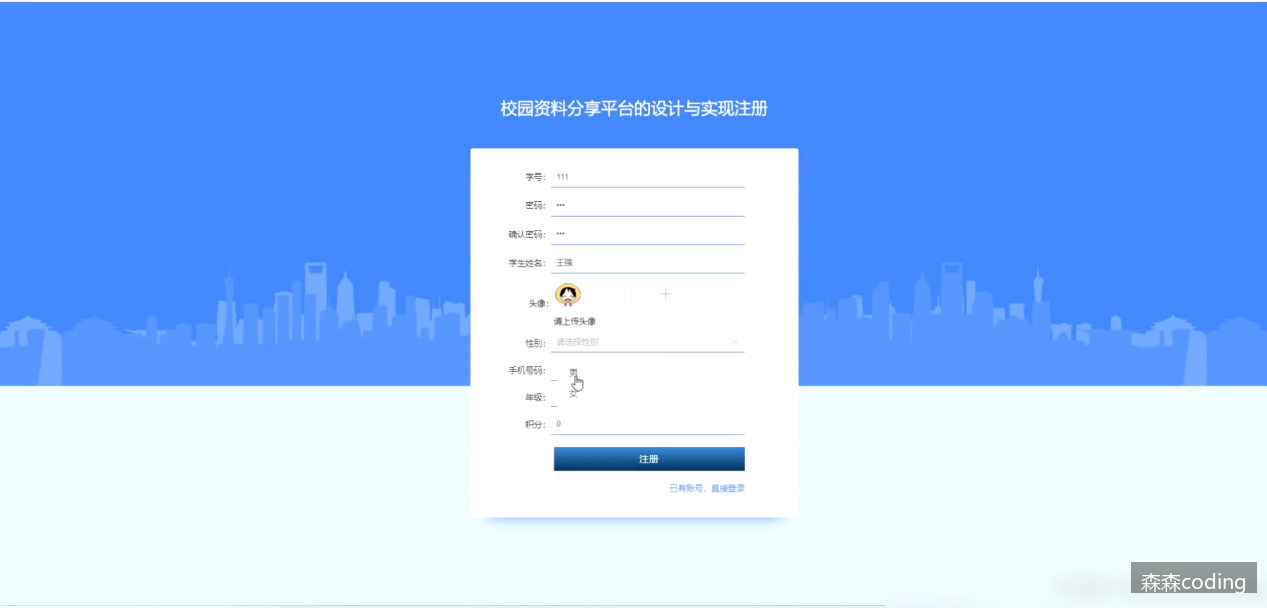 校园资料分享平台的设计与实现注册
学号： 111
密码： •••
确认密码： •••
学生姓名： 王强
头像：
请上传头像
性别： 请选择性别
手机号码： 男
女
年级：
积分： 0
注册
已有账号，直接登录
森森coding